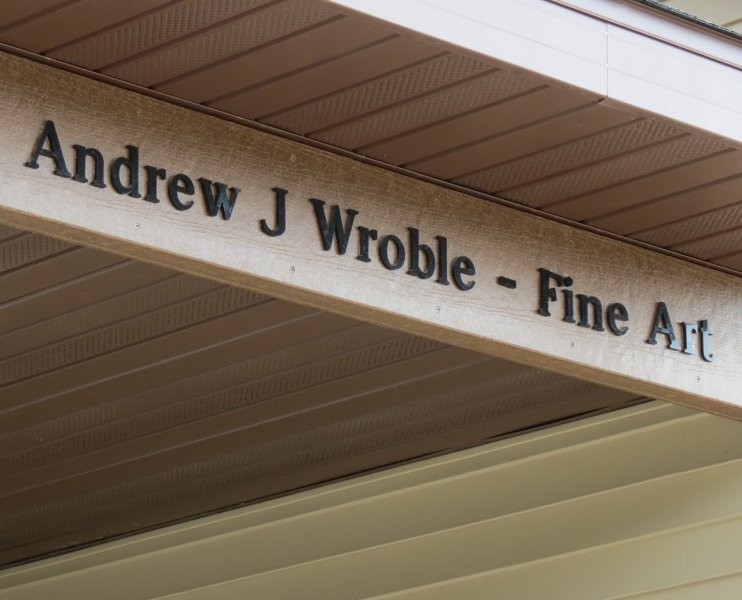 Andrew J Wroble - Fine Art